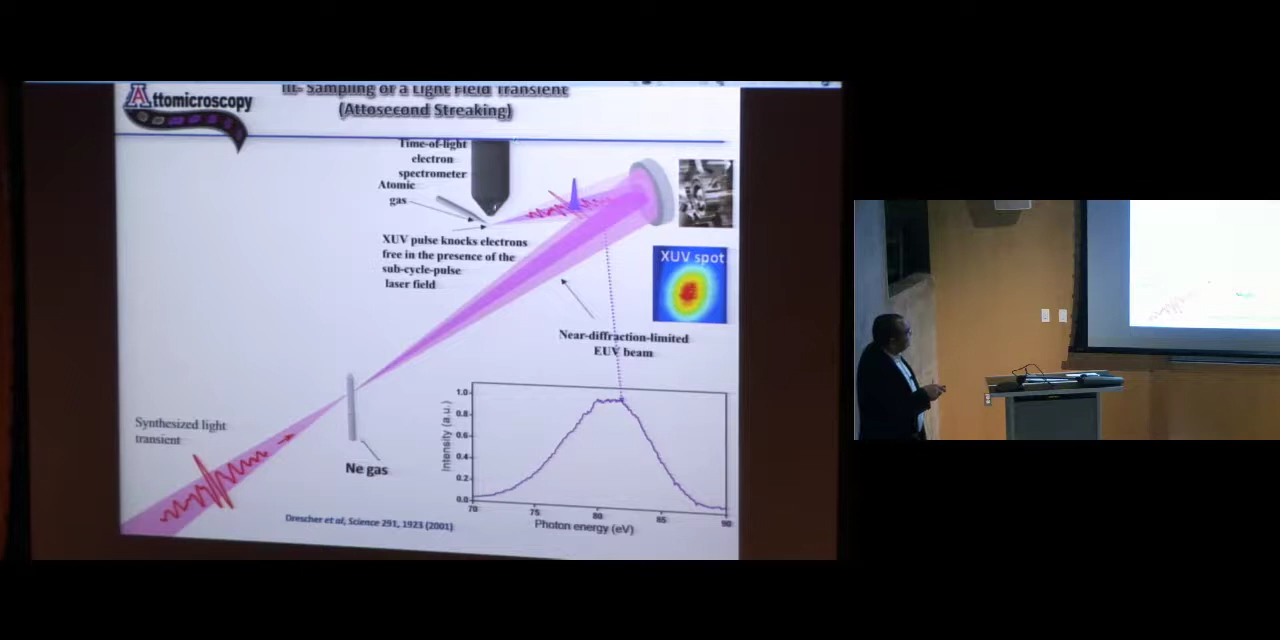 Attomicroscopy
III- Sampling of a Light Field Transient
(Attosecond Streaking)
Time-of-light
electron
spectrometer
Atomic
gas
XUV pulse knocks electrons
free in the presence of the
sub-cycle-pulse
laser field
XUV spot
Near-diffraction-limited
EUV beam
Synthesized light
transient
Ne gas
Intensity (a.u.)
1.0
0.8
0.6
0.4
0.2
0.0
70
75
80
85
90
Photon energy (eV)
Drescher et al, Science 291, 1923 (2001)